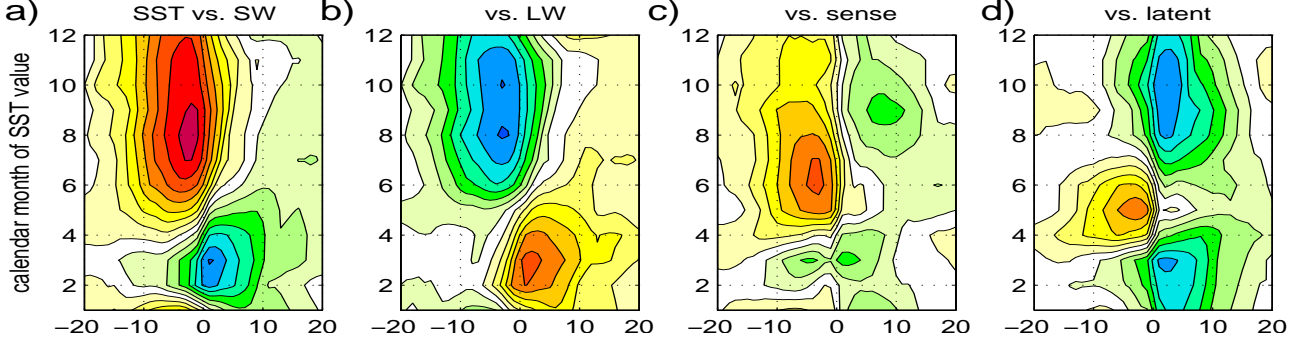 a) SST vs. SW b) vs. LW c) vs. sense d) vs. latent
calendar month of SST value
12 12 12 12
10 10 10 10
8 8 8 8
6 6 6 6
4 4 4 4
2 2 2 2
−20 −10 0 10 20 −20 −10 0 10 20 −20 −10 0 10 20 −20 −10 0 10 20